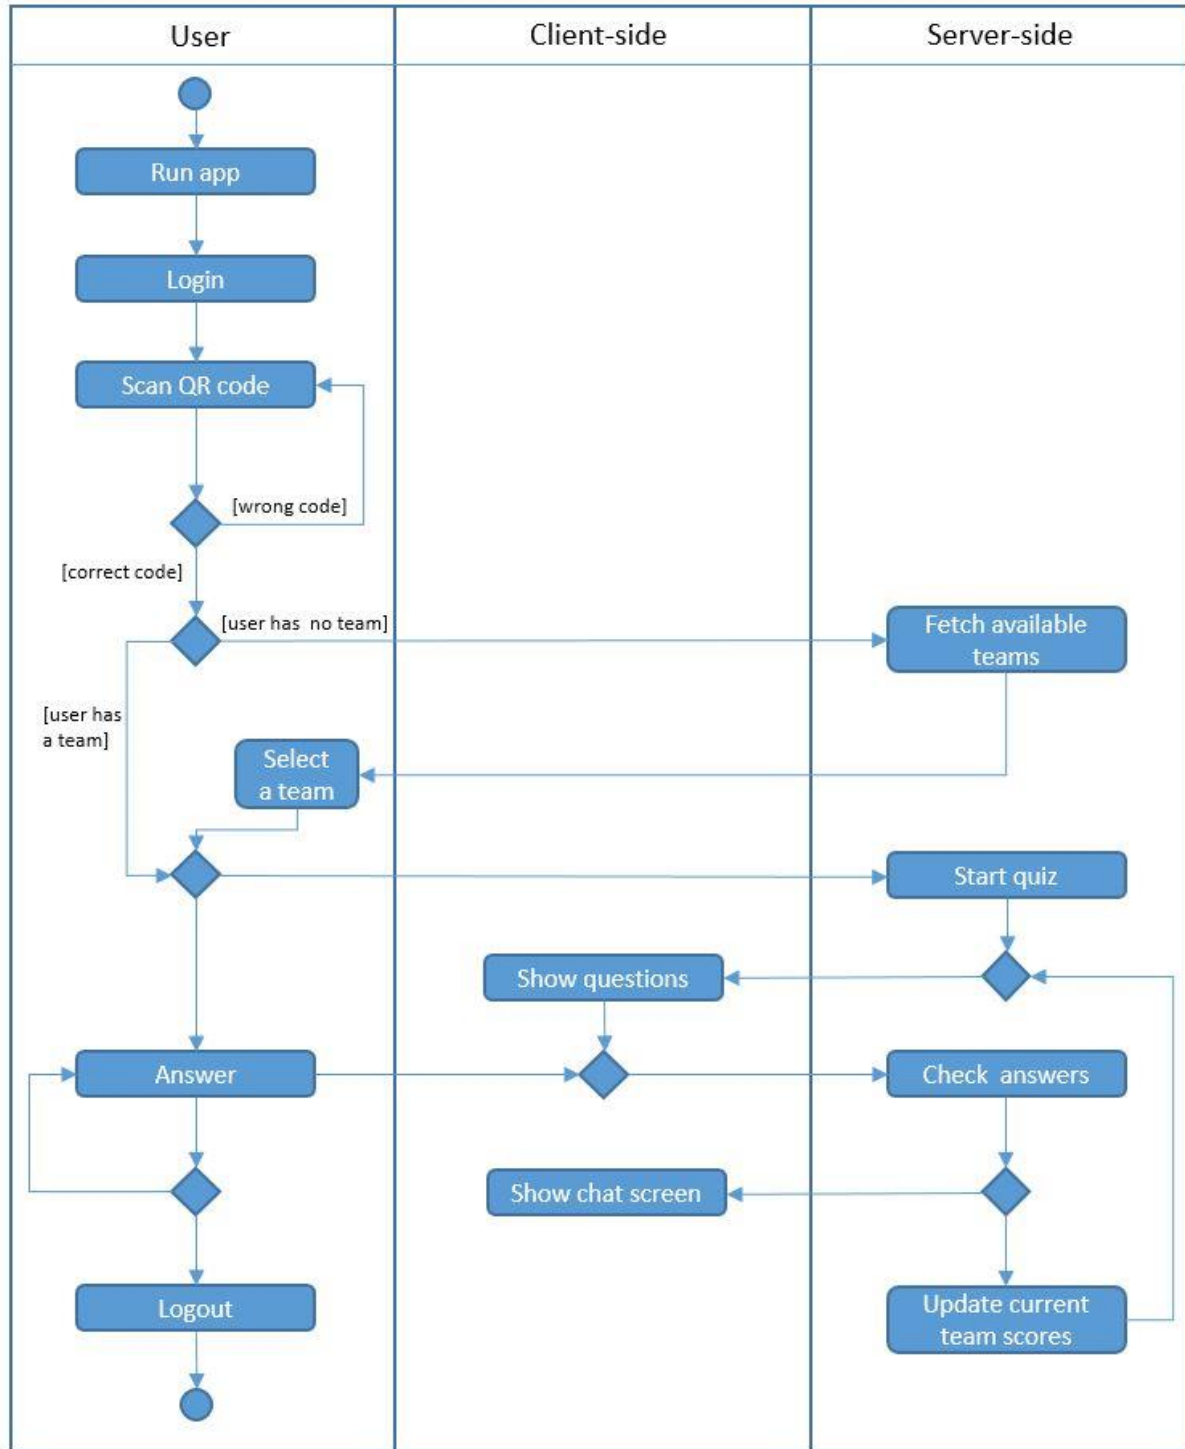 User
Client-side
Server-side
Run app
Login
Scan QR code
[wrong code]
[correct code]
[user has  no team]
Fetch available
teams
[user has
a team]
Select
a team
Start quiz
Show questions
Answer
Check  answers
Show chat screen
Logout
Update current
team scores